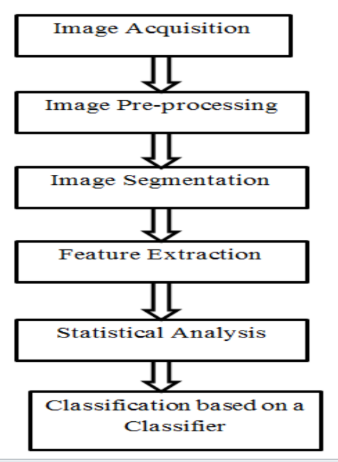 Image Acquisition
Image Pre-processing
Image Segmentation
Feature Extraction
Statistical Analysis
Classification based on a
Classifier